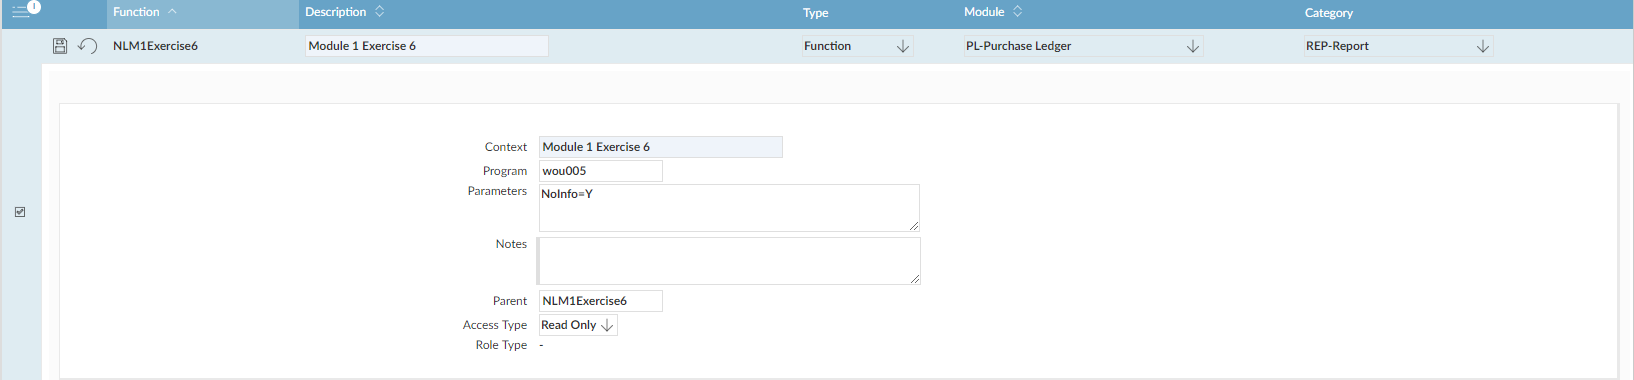 1
Function Description Type Module Category
NLM1Exercise6 Module 1 Exercise 6 Function PL-Purchase Ledger REP-Report
Context Module 1 Exercise 6
Program wou005
Parameters NoInfo=Y
Notes
Parent NLM1Exercise6
Access Type Read Only
Role Type -